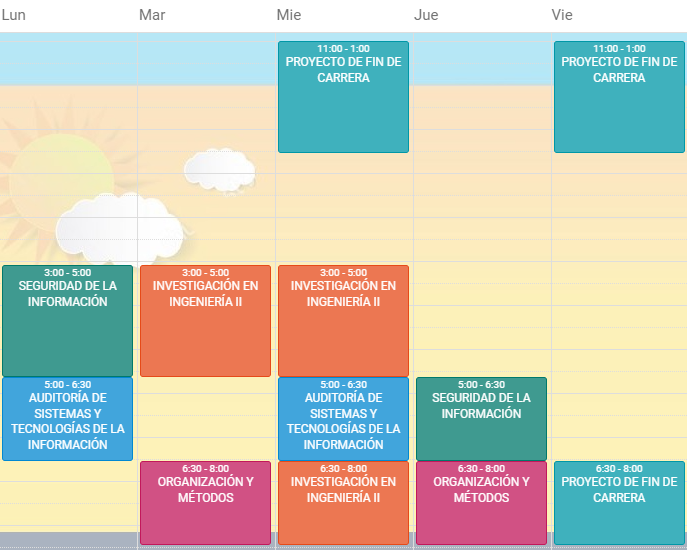 Lun
Mar
Mie
Jue
Vie
11:00 - 1:00
PROYECTO DE FIN DE
CARRERA
11:00 - 1:00
PROYECTO DE FIN DE
CARRERA
3:00 - 5:00
SEGURIDAD DE LA
INFORMACIÓN
3:00 - 5:00
INVESTIGACIÓN EN
INGENIERÍA II
3:00 - 5:00
INVESTIGACIÓN EN
INGENIERÍA II
5:00 - 6:30
AUDITORÍA DE
SISTEMAS Y
TECNOLOGÍAS DE LA
INFORMACIÓN
5:00 - 6:30
AUDITORÍA DE
SISTEMAS Y
TECNOLOGÍAS DE LA
INFORMACIÓN
5:00 - 6:30
SEGURIDAD DE LA
INFORMACIÓN
6:30 - 8:00
ORGANIZACIÓN Y
MÉTODOS
6:30 - 8:00
INVESTIGACIÓN EN
INGENIERÍA II
6:30 - 8:00
ORGANIZACIÓN Y
MÉTODOS
6:30 - 8:00
PROYECTO DE FIN DE
CARRERA